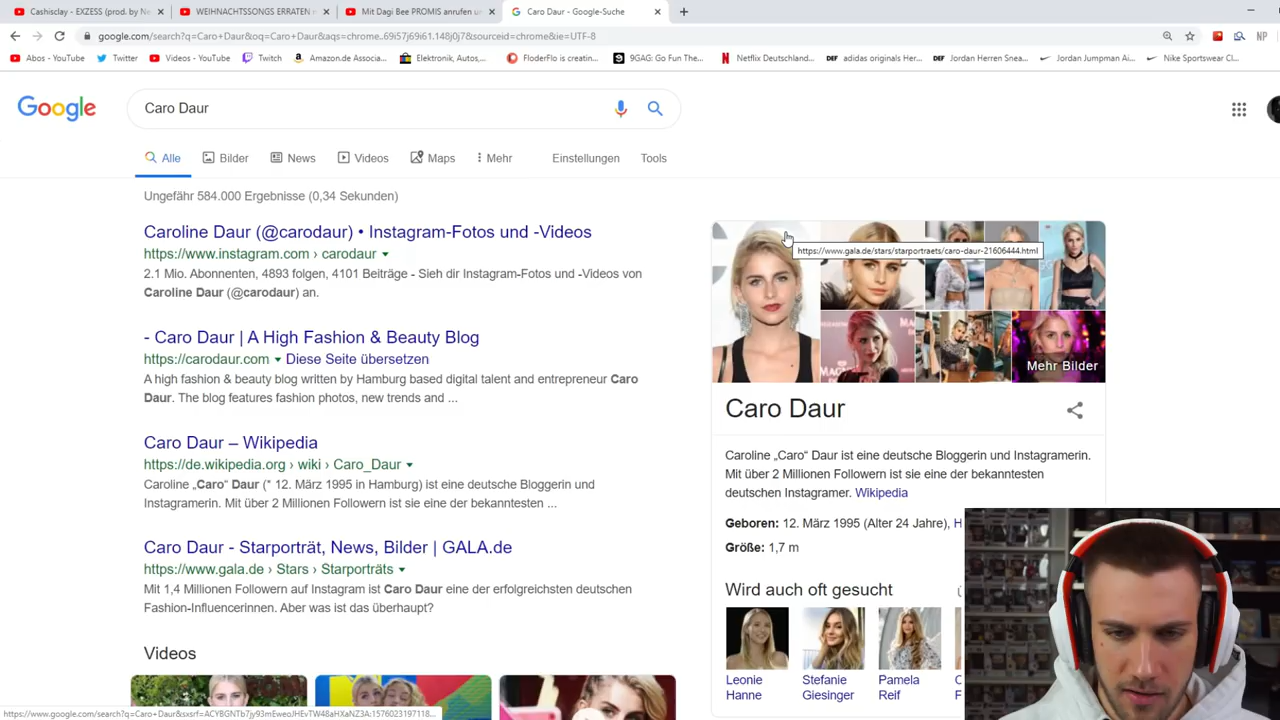 Cashisclay - EXZESS (prod. by Ne
WEIHNACHTSSONGS ERRATEN
Mit Dagi Bee PROMIS anrufen u
Caro Daur - Google-Suche
google.com/search?q=Caro+Daur&oq=Caro+Daur&aqs=chrome..69i57j69i61.148j0j7&sourceid=chrome&ie=UTF-8
NP
Abos - YouTube
Twitter
Videos - YouTube
Twitch
Amazon.de Associa...
Elektronik, Autos,...
FloderFlo is creatin...
9GAG: Go Fun The...
Netflix Deutschland...
DEF adidas originals Her...
DEF Jordan Herren Snea...
Jordan Jumpman Ai...
Nike Sportswear Cl...
Google
Caro Daur
Alle
Bilder
News
Videos
Maps
Mehr
Einstellungen
Tools
Ungefähr 584.000 Ergebnisse (0,34 Sekunden)
Caroline Daur (@carodaur) • Instagram-Fotos und -Videos
https://www.instagram.com › carodaur
2.1 Mio. Abonnenten, 4893 folgen, 4101 Beiträge - Sieh dir Instagram-Fotos und -Videos von
Caroline Daur (@carodaur) an.
- Caro Daur | A High Fashion & Beauty Blog
https://carodaur.com Diese Seite übersetzen
A high fashion & beauty blog written by Hamburg based digital talent and entrepreneur Caro
Daur. The blog features fashion photos, new trends and ...
Caro Daur – Wikipedia
https://de.wikipedia.org › wiki › Caro_Daur
Caroline „Caro“ Daur (* 12. März 1995 in Hamburg) ist eine deutsche Bloggerin und
Instagramerin. Mit über 2 Millionen Followern ist sie eine der bekanntesten ...
Caro Daur - Starporträt, News, Bilder | GALA.de
https://www.gala.de › Stars › Starporträts
Mit 1,4 Millionen Followern auf Instagram ist Caro Daur eine der erfolgreichsten deutschen
Fashion-Influencerinnen. Aber was ist das überhaupt?
Videos
https://www.google.com/search?q=Caro+Daur&sxsrf=ACYBGNTb7jy93mEweoJHEvTW48aHXaNZ3A:1576023197118...
https://www.gala.de/stars/starportraets/caro-daur-21606444.html
Mehr Bilder
Caro Daur
Caroline „Caro“ Daur ist eine deutsche Bloggerin und Instagramerin.
Mit über 2 Millionen Followern ist sie eine der bekanntesten
deutschen Instagramer. Wikipedia
Geboren: 12. März 1995 (Alter 24 Jahre), H
Größe: 1,7 m
Wird auch oft gesucht
Leonie
Hanne
Stefanie
Giesinger
Pamela
Reif
C
F